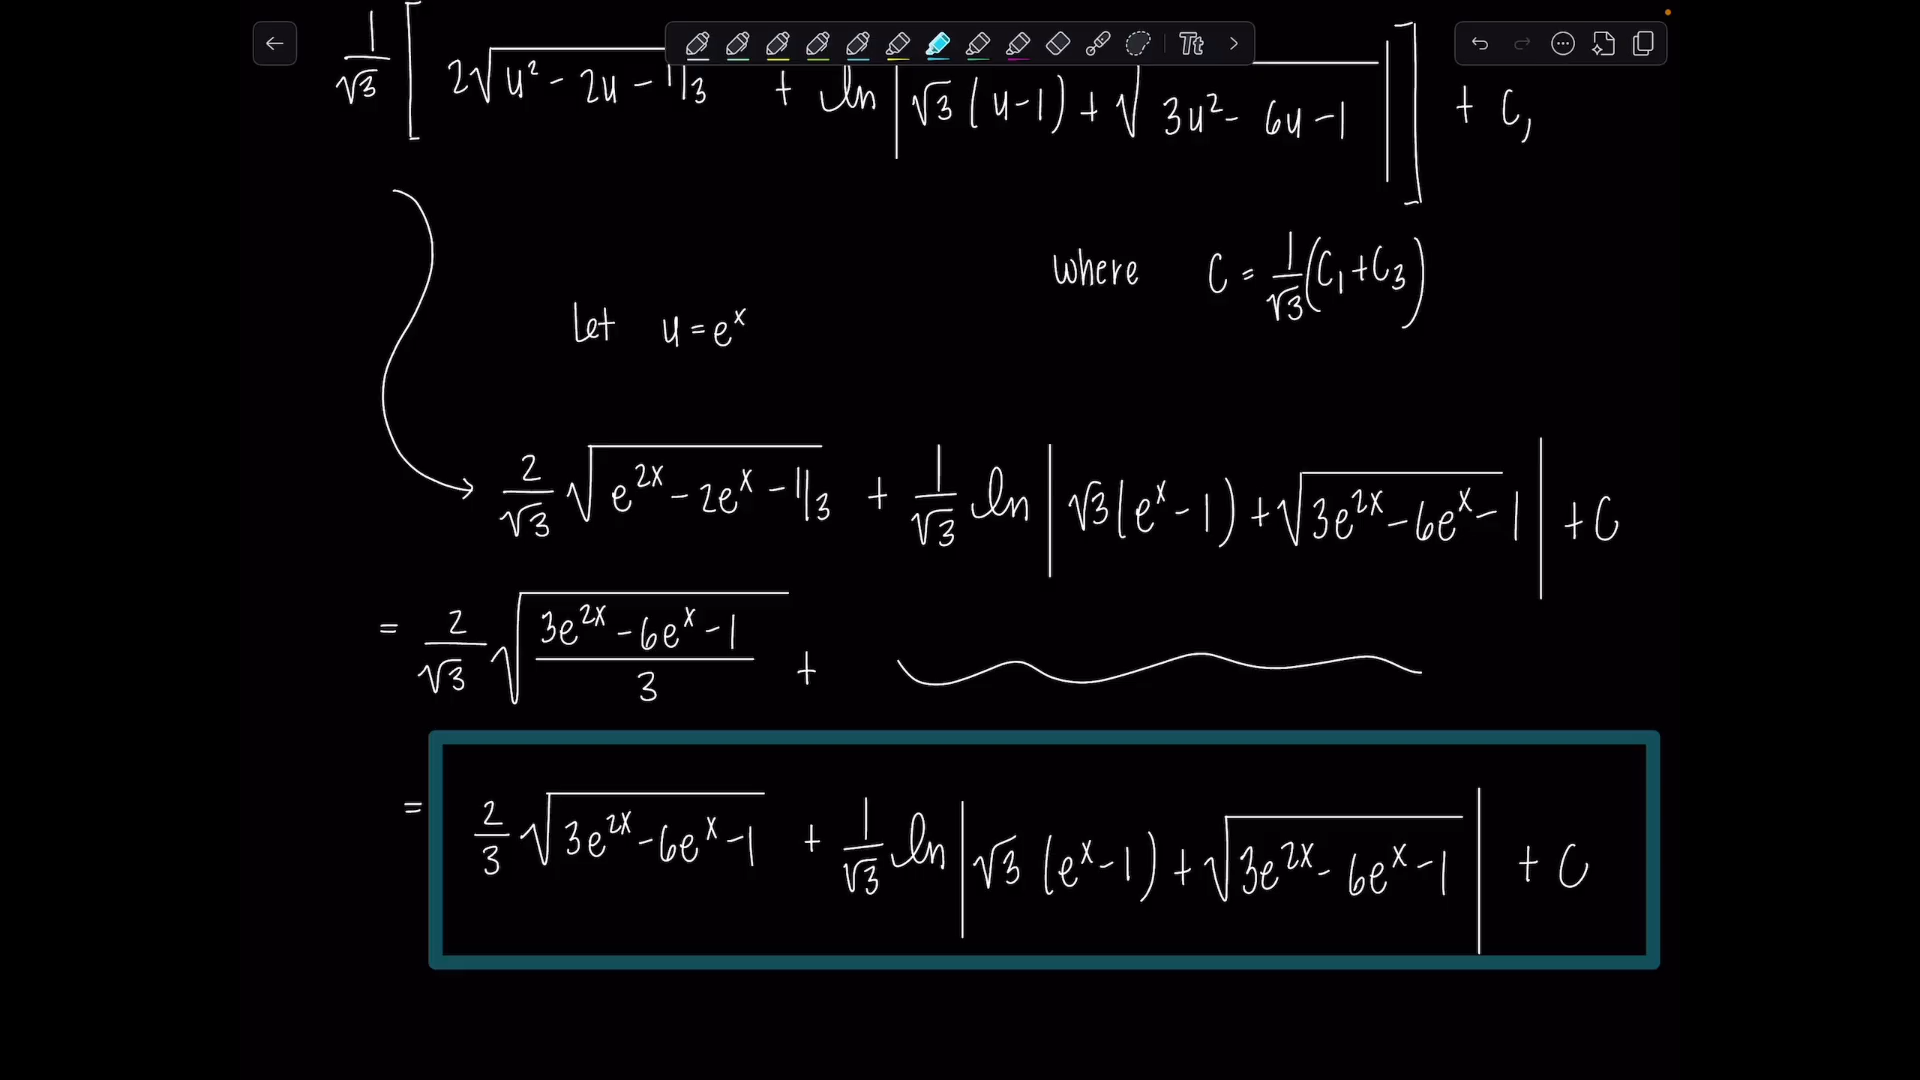 1/√3 [ 2√(u² - 2u - 1/3) + ln | √3 (u-1) + √(3u² - 6u - 1) | ] + C,
where C = 1/√3 (C₁ + C₃)
Let u = eˣ
2/√3 √(e²ˣ - 2eˣ - 1/3) + 1/√3 ln | √3(eˣ - 1) + √(3e²ˣ - 6eˣ - 1) | + C
= 2/√3 √((3e²ˣ - 6eˣ - 1)/3) +
= 2/3 √(3e²ˣ - 6eˣ - 1) + 1/√3 ln | √3 (eˣ - 1) + √(3e²ˣ - 6eˣ - 1) | + C